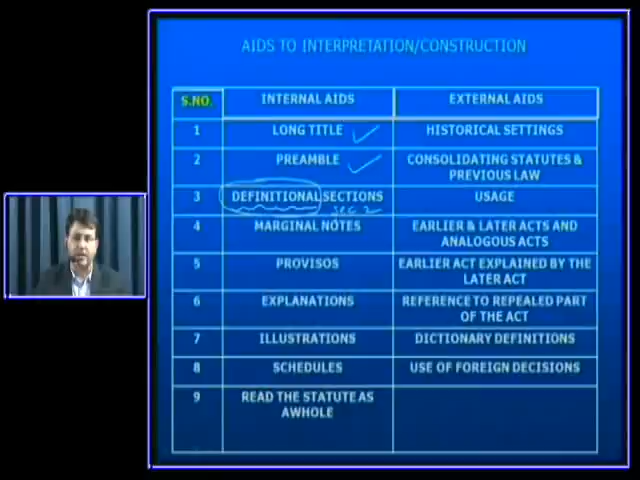 AIDS TO INTERPRETATION/CONSTRUCTION
S.NO. INTERNAL AIDS EXTERNAL AIDS
1 LONG TITLE HISTORICAL SETTINGS
2 PREAMBLE CONSOLIDATING STATUTES &
PREVIOUS LAW
3 DEFINITIONAL SECTIONS USAGE
sec 2
4 MARGINAL NOTES EARLIER & LATER ACTS AND
ANALOGOUS ACTS
5 PROVISOS EARLIER ACT EXPLAINED BY THE
LATER ACT
6 EXPLANATIONS REFERENCE TO REPEALED PART
OF THE ACT
7 ILLUSTRATIONS DICTIONARY DEFINITIONS
8 SCHEDULES USE OF FOREIGN DECISIONS
9 READ THE STATUTE AS
AWHOLE